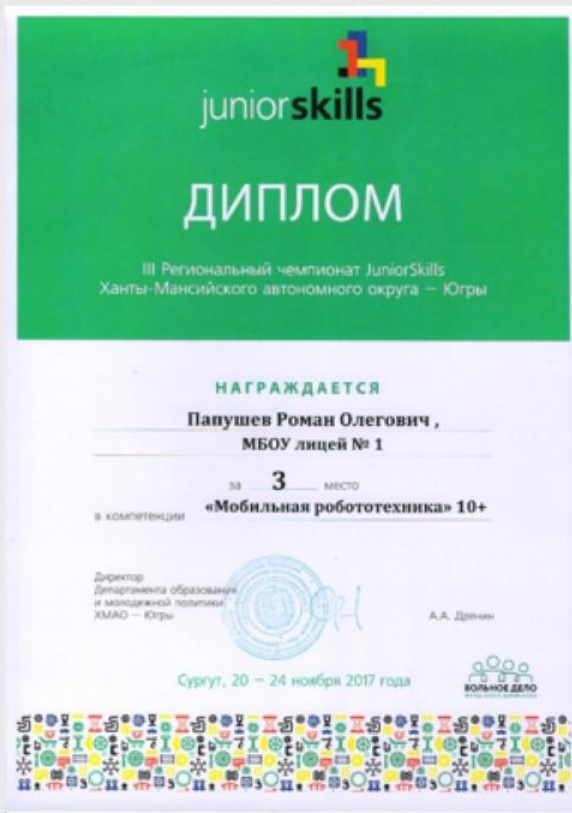 juniorskills
ДИПЛОМ
III Региональный чемпионат JuniorSkills
Ханты-Мансийского автономного округа – Югры
НАГРАЖДАЕТСЯ
Папушев Роман Олегович ,
МБОУ лицей № 1
за 3 место
в компетенции «Мобильная робототехника» 10+
Директор
Департамента образования
и молодежной политики
ХМАО – Югры
А.А. Дренин
Сургут, 20 – 24 ноября 2017 года
ВОЛЬНОЕ ДЕЛО